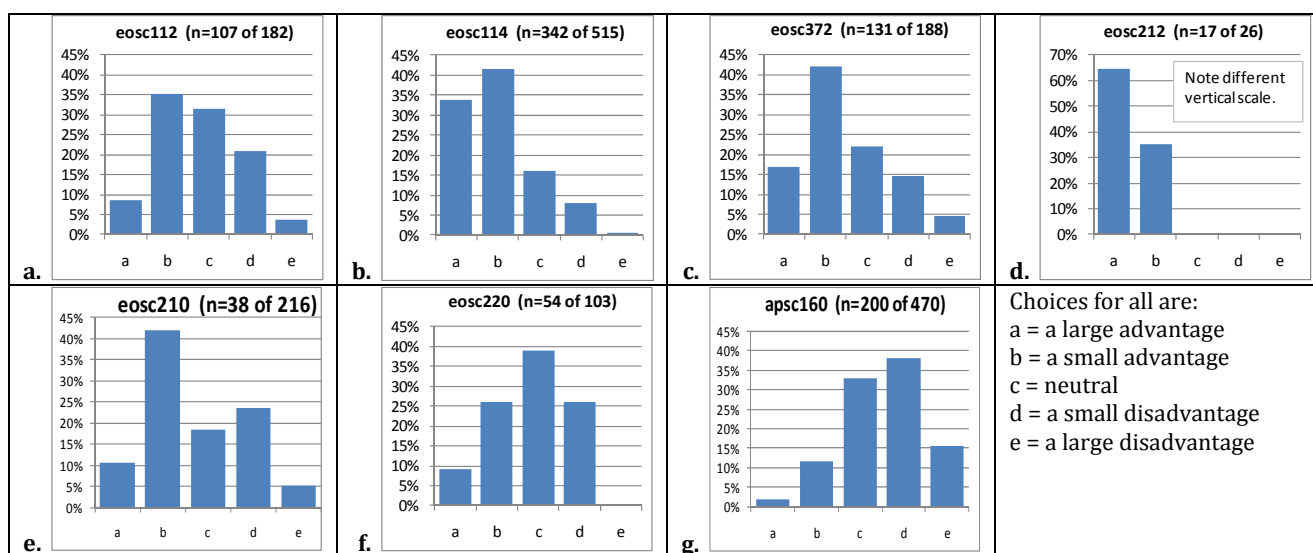 eosc112 (n=107 of 182)
45%
40%
35%
30%
25%
20%
15%
10%
5%
0%
a b c d e
a.
eosc114 (n=342 of 515)
45%
40%
35%
30%
25%
20%
15%
10%
5%
0%
a b c d e
b.
eosc372 (n=131 of 188)
45%
40%
35%
30%
25%
20%
15%
10%
5%
0%
a b c d e
c.
eosc212 (n=17 of 26)
70%
60%
50%
40%
30%
20%
10%
0%
Note different
vertical scale.
a b c d e
d.
eosc210 (n=38 of 216)
45%
40%
35%
30%
25%
20%
15%
10%
5%
0%
a b c d e
e.
eosc220 (n=54 of 103)
45%
40%
35%
30%
25%
20%
15%
10%
5%
0%
a b c d e
f.
apsc160 (n=200 of 470)
45%
40%
35%
30%
25%
20%
15%
10%
5%
0%
a b c d e
g.
Choices for all are:
a = a large advantage
b = a small advantage
c = neutral
d = a small disadvantage
e = a large disadvantage